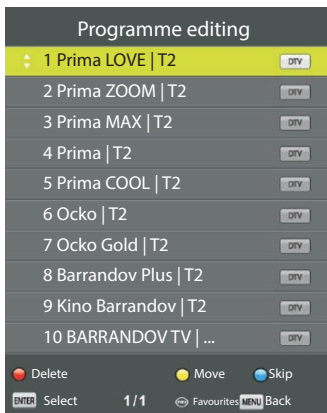 Programme editing
1 Prima LOVE | T2 DTV
2 Prima ZOOM | T2 DTV
3 Prima MAX | T2 DTV
4 Prima | T2 DTV
5 Prima COOL | T2 DTV
6 Ocko | T2 DTV
7 Ocko Gold | T2 DTV
8 Barrandov Plus | T2 DTV
9 Kino Barrandov | T2 DTV
10 BARRANDOV TV | ... DTV
Delete Move Skip
ENTER Select 1/1 Favourites MENU Back